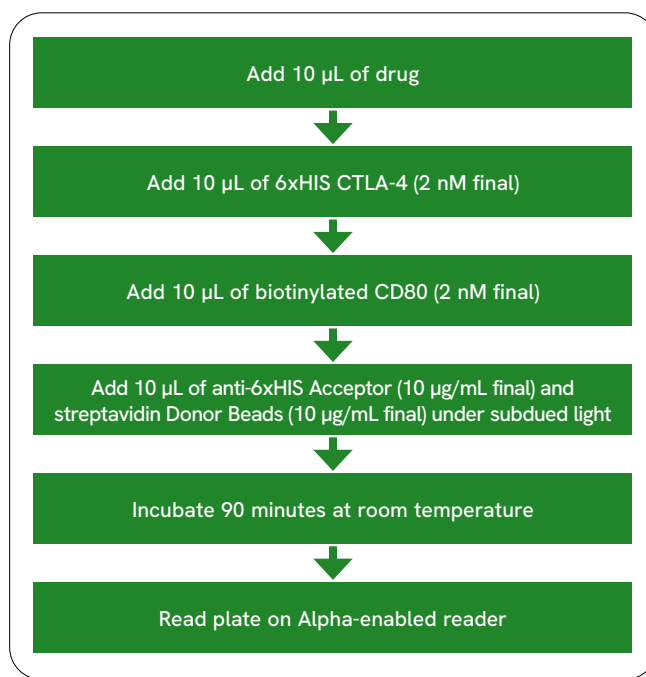 Add 10 µL of drug
Add 10 µL of 6xHIS CTLA-4 (2 nM final)
Add 10 µL of biotinylated CD80 (2 nM final)
Add 10 µL of anti-6xHIS Acceptor (10 µg/mL final) and
streptavidin Donor Beads (10 µg/mL final) under subdued light
Incubate 90 minutes at room temperature
Read plate on Alpha-enabled reader